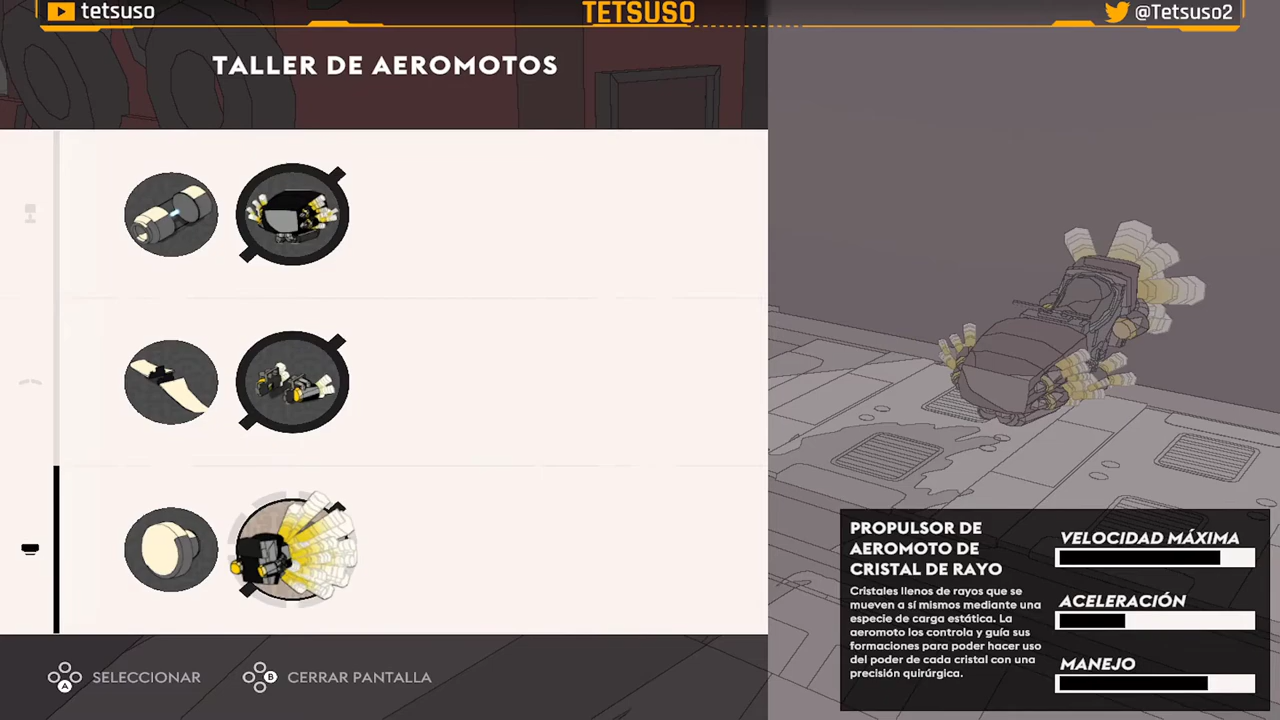 tetsuso
TETSUSO
@Tetsuso2
TALLER DE AEROMOTOS
PROPULSOR DE
AEROMOTO DE
CRISTAL DE RAYO
Cristales llenos de rayos que se
mueven a sí mismos mediante una
especie de carga estática. La
aeromoto los controla y guía sus
formaciones para poder hacer uso
del poder de cada cristal con una
precisión quirúrgica.
VELOCIDAD MÁXIMA
ACELERACIÓN
MANEJO
A SELECCIONAR
B CERRAR PANTALLA